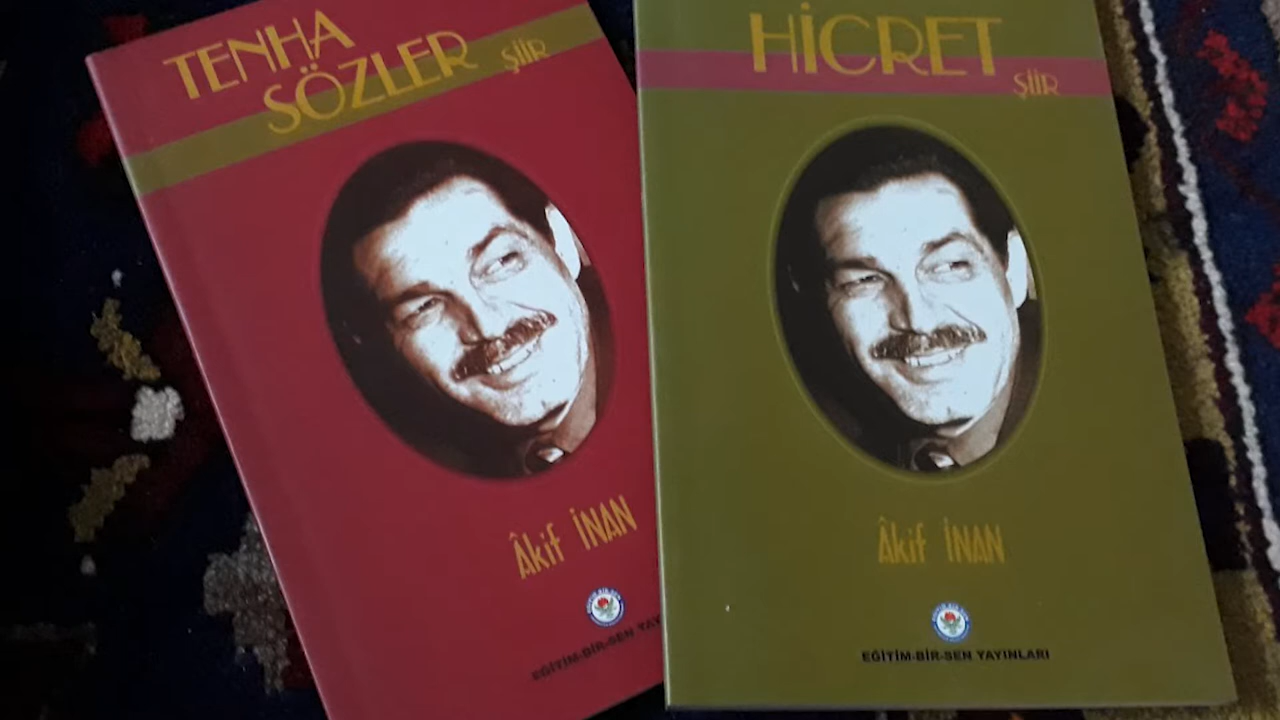 TENHA
SÖZLER
ŞİİR
Âkif İNAN
EĞİTİM-BİR-SEN YAY
HİCRET
ŞİİR
Âkif İNAN
EĞİTİM-BİR-SEN YAYINLARI